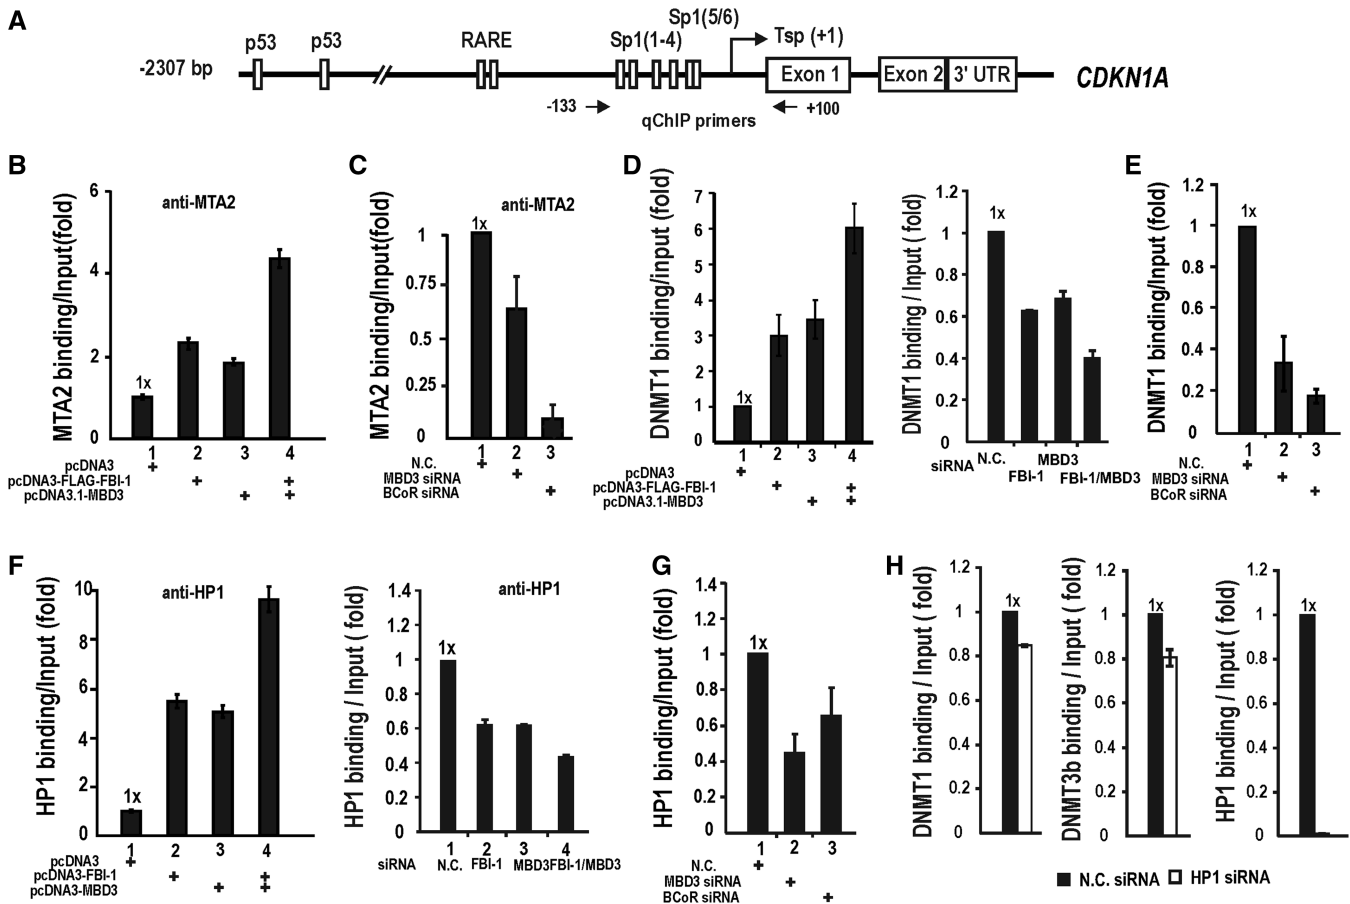 A
Sp1(5/6)
p53 p53 RARE Sp1(1-4) Tsp (+1)
-2307 bp Exon 1 Exon 2 3' UTR CDKN1A
-133 +100
qChIP primers
B
anti-MTA2
MTA2 binding/Input(fold)
6
4
2
0
1x
1 2 3 4
pcDNA3 +
pcDNA3-FLAG-FBI-1 + +
pcDNA3.1-MBD3 + +
C
anti-MTA2
MTA2 binding/Input(fold)
1
0.75
0.5
0.25
0
1x
1 2 3
N.C. +
MBD3 siRNA +
BCoR siRNA +
D
DNMT1 binding/input (fold)
7
6
5
4
3
2
1
0
1x
1 2 3 4
pcDNA3 +
pcDNA3-FLAG-FBI-1 + +
pcDNA3.1-MBD3 + +
DNMT1 binding / Input ( fold)
1.2
1
0.8
0.6
0.4
0.2
0
1x
siRNA N.C. MBD3
FBI-1 FBI-1/MBD3
E
DNMT1 binding/Input (fold)
1.2
1
0.8
0.6
0.4
0.2
0
1x
1 2 3
N.C. +
MBD3 siRNA +
BCoR siRNA +
F
anti-HP1
HP1 binding/Input (fold)
10
8
6
4
2
0
1x
1 2 3 4
pcDNA3 +
pcDNA3-FBI-1 + +
pcDNA3-MBD3 + +
anti-HP1
HP1 binding / Input ( fold)
1.4
1.2
1
0.8
0.6
0.4
0.2
0
1x
1 2 3 4
siRNA N.C. FBI-1 MBD3 FBI-1/MBD3
G
HP1 binding/Input (fold)
1.4
1.2
1
0.8
0.6
0.4
0.2
0
1x
1 2 3
N.C. +
MBD3 siRNA +
BCoR siRNA +
H
DNMT1 binding / Input ( fold)
1.2
1
0.8
0.6
0.4
0.2
0
1x
DNMT3b binding / Input ( fold)
1.2
1
0.8
0.6
0.4
0.2
0
1x
HP1 binding / Input ( fold)
1.2
1
0.8
0.6
0.4
0.2
0
1x
N.C. siRNA HP1 siRNA